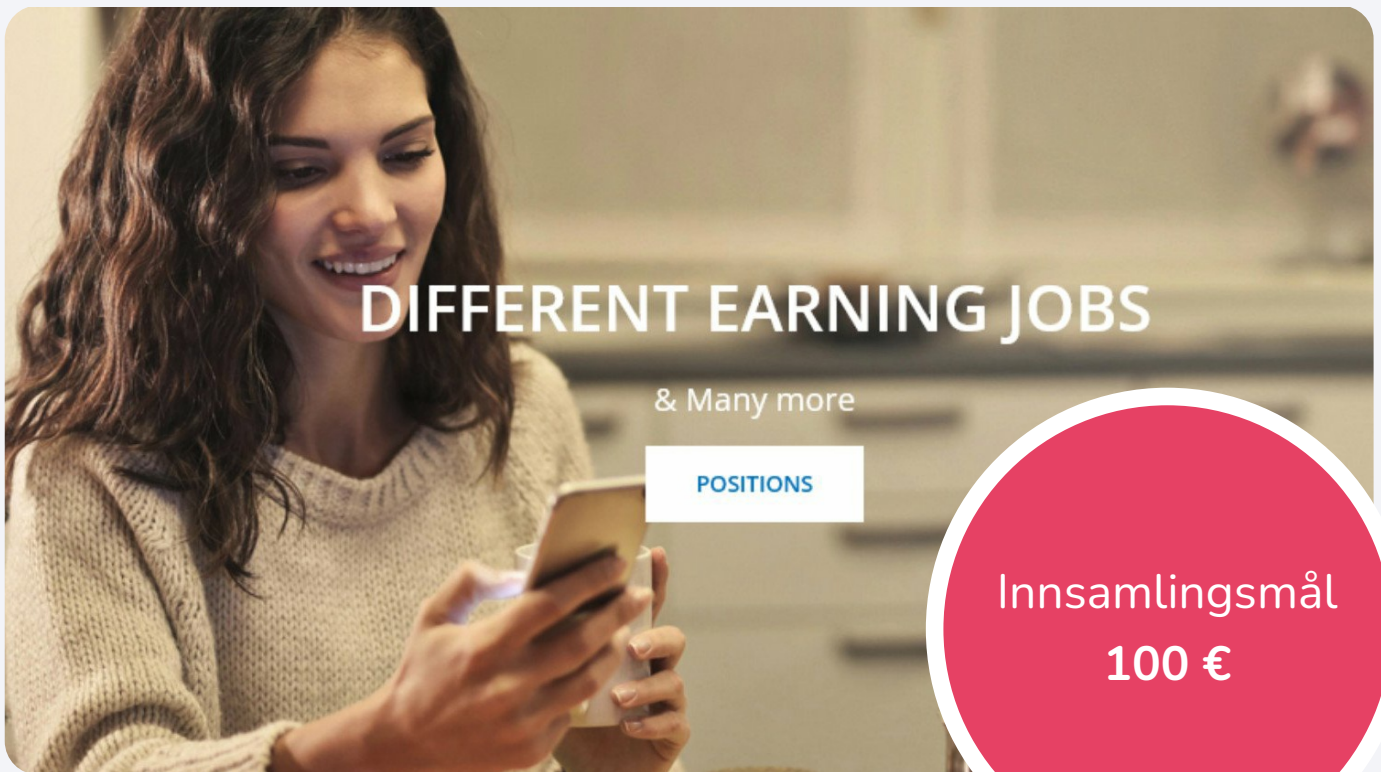 DIFFERENT EARNING JOBS
& Many more
POSITIONS
Innsamlingsmål
100 €